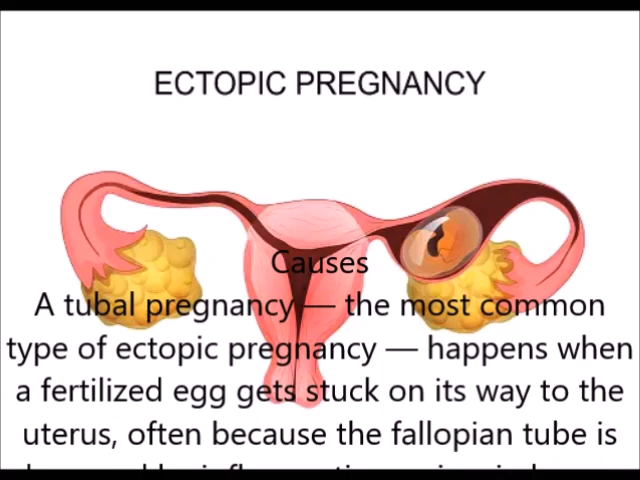 ECTOPIC PREGNANCY
Causes
A tubal pregnancy — the most common
type of ectopic pregnancy — happens when
a fertilized egg gets stuck on its way to the
uterus, often because the fallopian tube is